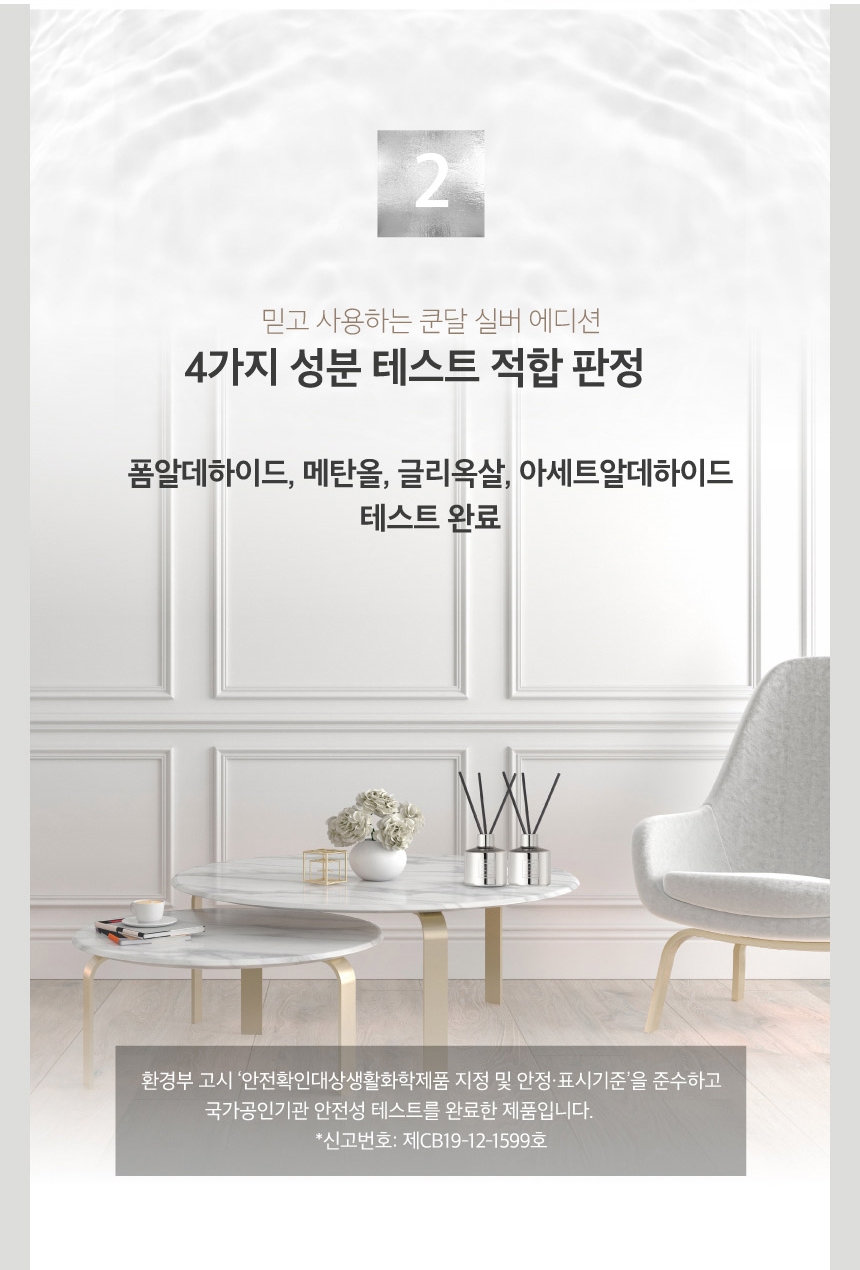 2
믿고 사용하는 쿤달 실버 에디션
4가지 성분 테스트 적합 판정
폼알데하이드, 메탄올, 글리옥살, 아세트알데하이드
테스트 완료
환경부 고시 ‘안전확인대상생활화학제품 지정 및 안정·표시기준’을 준수하고
국가공인기관 안전성 테스트를 완료한 제품입니다.
*신고번호: 제CB19-12-1599호